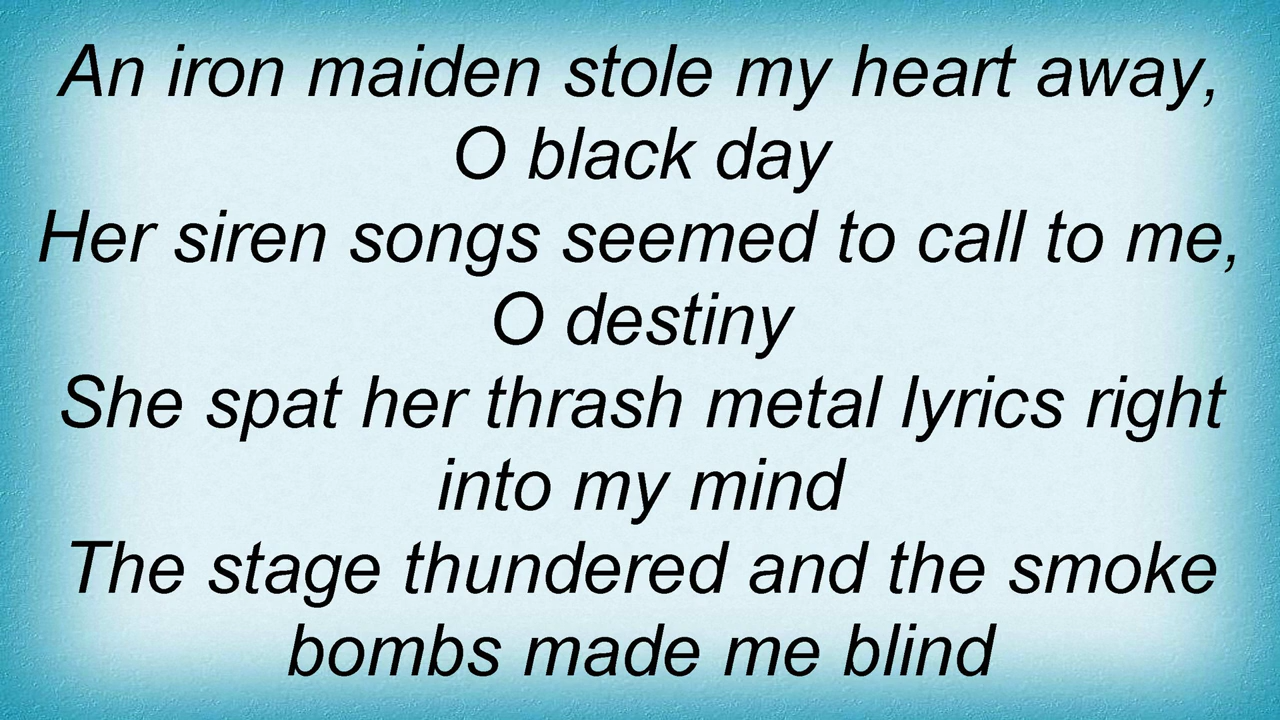 An iron maiden stole my heart away,
O black day
Her siren songs seemed to call to me,
O destiny
She spat her thrash metal lyrics right
into my mind
The stage thundered and the smoke
bombs made me blind